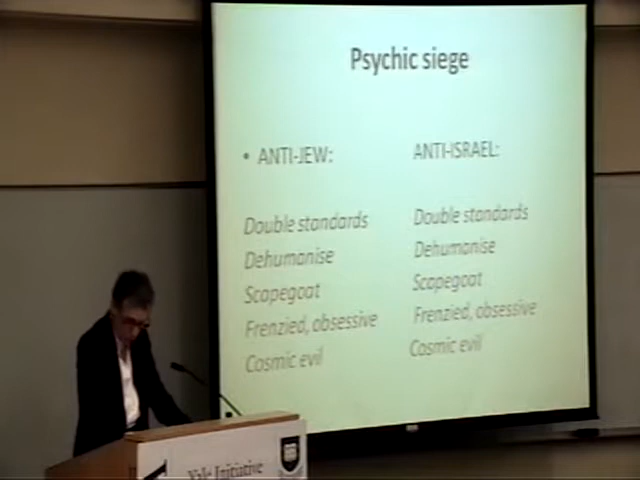 Psychic siege
• ANTI-JEW: ANTI-ISRAEL:
Double standards Double standards
Dehumanise Dehumanise
Scapegoat Scapegoat
Frenzied, obsessive Frenzied, obsessive
Cosmic evil Cosmic evil
Yale Initiative